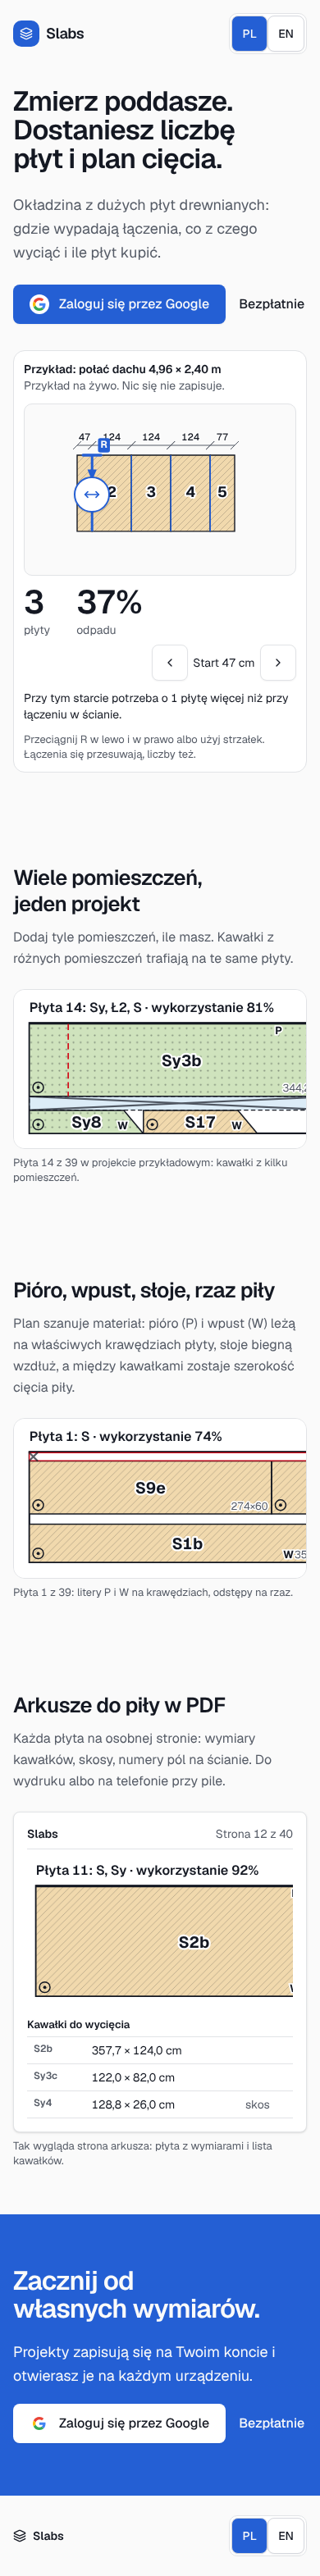 Slabs
PL EN
Zmierz poddasze.
Dostaniesz liczbę
płyt i plan cięcia.
Okładzina z dużych płyt drewnianych:
gdzie wypadają łączenia, co z czego
wyciąć i ile płyt kupić.
Zaloguj się przez Google Bezpłatnie
Przykład: połać dachu 4,96 × 2,40 m
Przykład na żywo. Nic się nie zapisuje.
47 124 124 124 77
R
2 3 4 5
3 37%
płyty odpadu
Start 47 cm
Przy tym starcie potrzeba o 1 płytę więcej niż przy
łączeniu w ścianie.
Przeciągnij R w lewo i w prawo albo użyj strzałek.
Łączenia się przesuwają, liczby też.
Wiele pomieszczeń,
jeden projekt
Dodaj tyle pomieszczeń, ile masz. Kawałki z
różnych pomieszczeń trafiają na te same płyty.
Płyta 14: Sy, Ł2, S · wykorzystanie 81%
P
Sy3b
344,
Sy8 W S17 W
Płyta 14 z 39 w projekcie przykładowym: kawałki z kilku
pomieszczeń.
Pióro, wpust, słoje, rzaz piły
Plan szanuje materiał: pióro (P) i wpust (W) leżą
na właściwych krawędziach płyty, słoje biegną
wzdłuż, a między kawałkami zostaje szerokość
cięcia piły.
Płyta 1: S · wykorzystanie 74%
S9e
274×60
S1b
W 35
Płyta 1 z 39: litery P i W na krawędziach, odstępy na rzaz.
Arkusze do piły w PDF
Każda płyta na osobnej stronie: wymiary
kawałków, skosy, numery pól na ścianie. Do
wydruku albo na telefonie przy pile.
Slabs Strona 12 z 40
Płyta 11: S, Sy · wykorzystanie 92%
S2b
Kawałki do wycięcia
S2b 357,7 × 124,0 cm
Sy3c 122,0 × 82,0 cm
Sy4 128,8 × 26,0 cm skos
Tak wygląda strona arkusza: płyta z wymiarami i lista
kawałków.
Zacznij od
własnych wymiarów.
Projekty zapisują się na Twoim koncie i
otwierasz je na każdym urządzeniu.
Zaloguj się przez Google Bezpłatnie
Slabs
PL EN